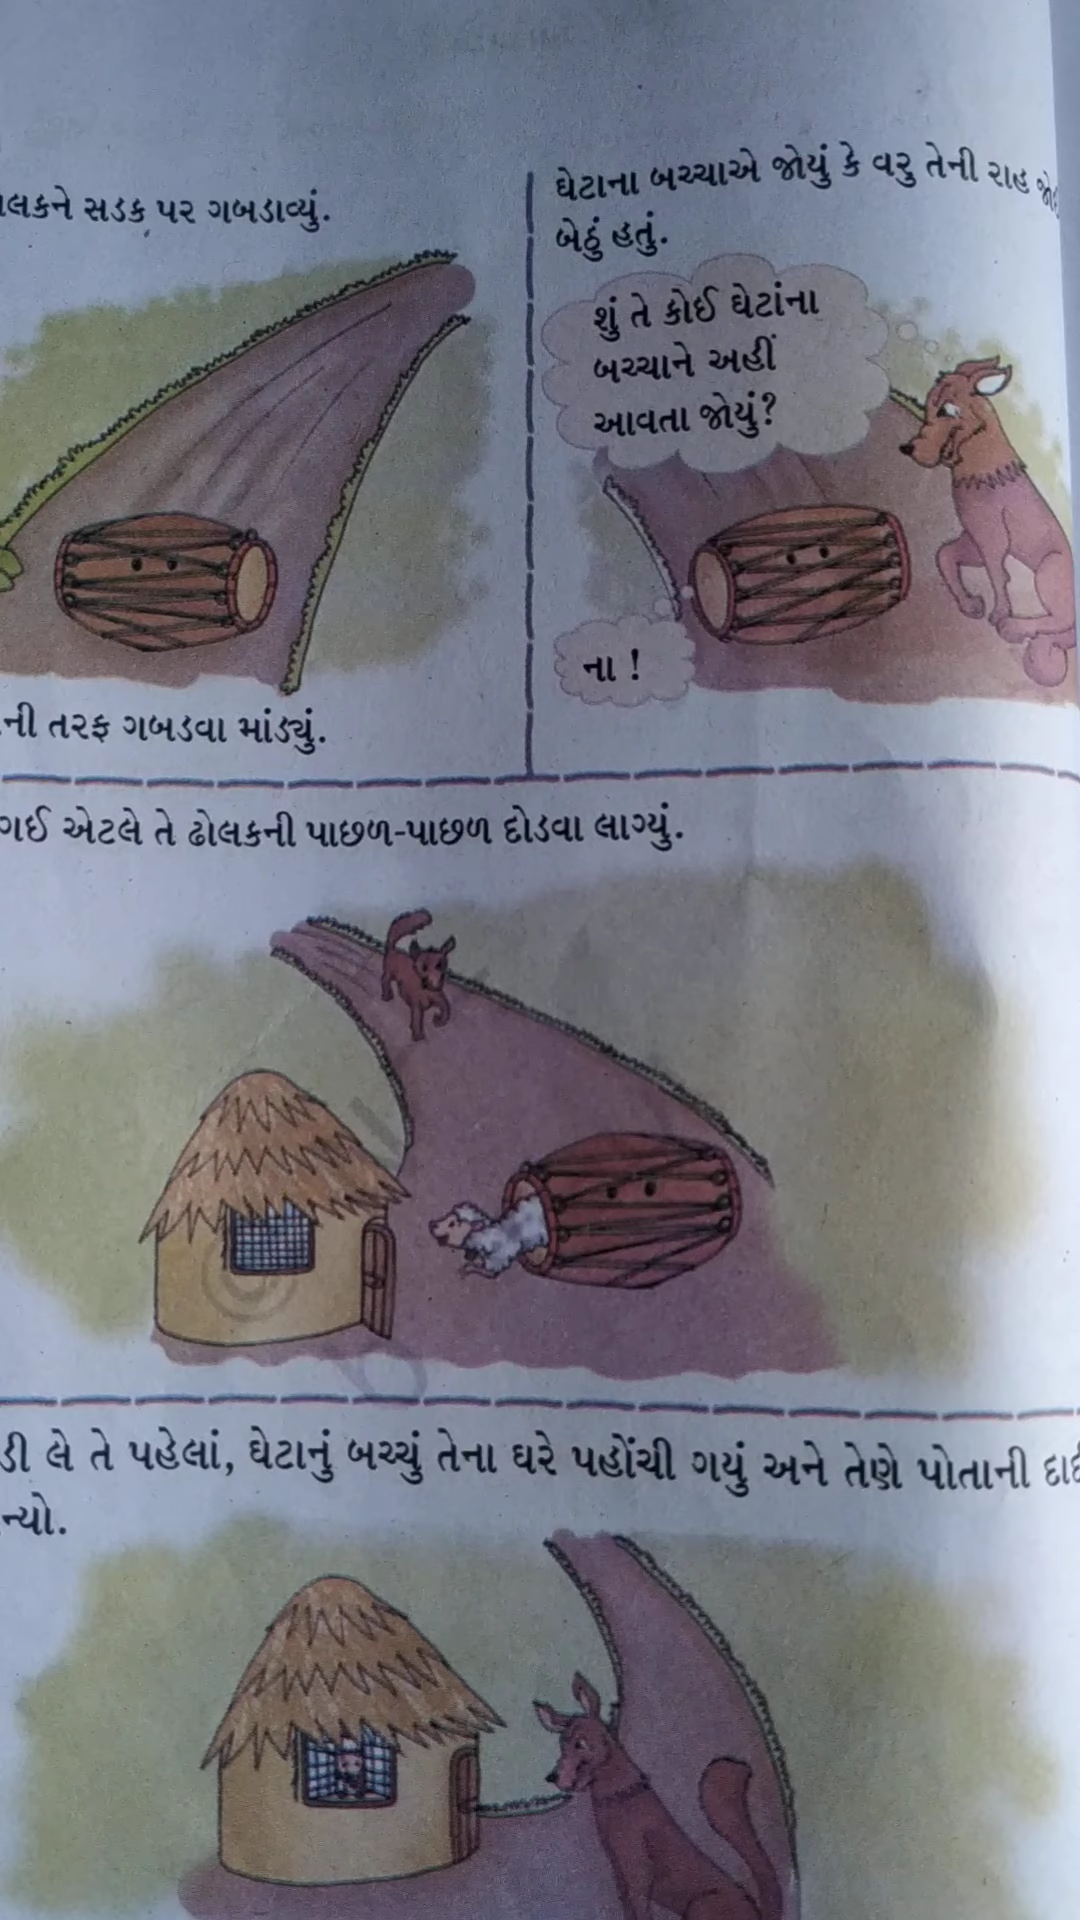 સડક પર ગબડાવ્યું.
ની તરફ ગબડવા માંડ્યું.
ઘેટાના બચ્ચાએ જોયું કે વરુ તેની રાહ
બેઠું હતું.
શું તે કોઈ ઘેટાંના
બચ્ચાને અહીં
આવતા જોયું?
ના !
ગઈ એટલે તે ઢોલકની પાછળ-પાછળ દોડવા લાગ્યું.
લે તે પહેલાં, ઘેટાનું બચ્ચું તેના ઘરે પહોંચી ગયું અને તેણે પોતાની